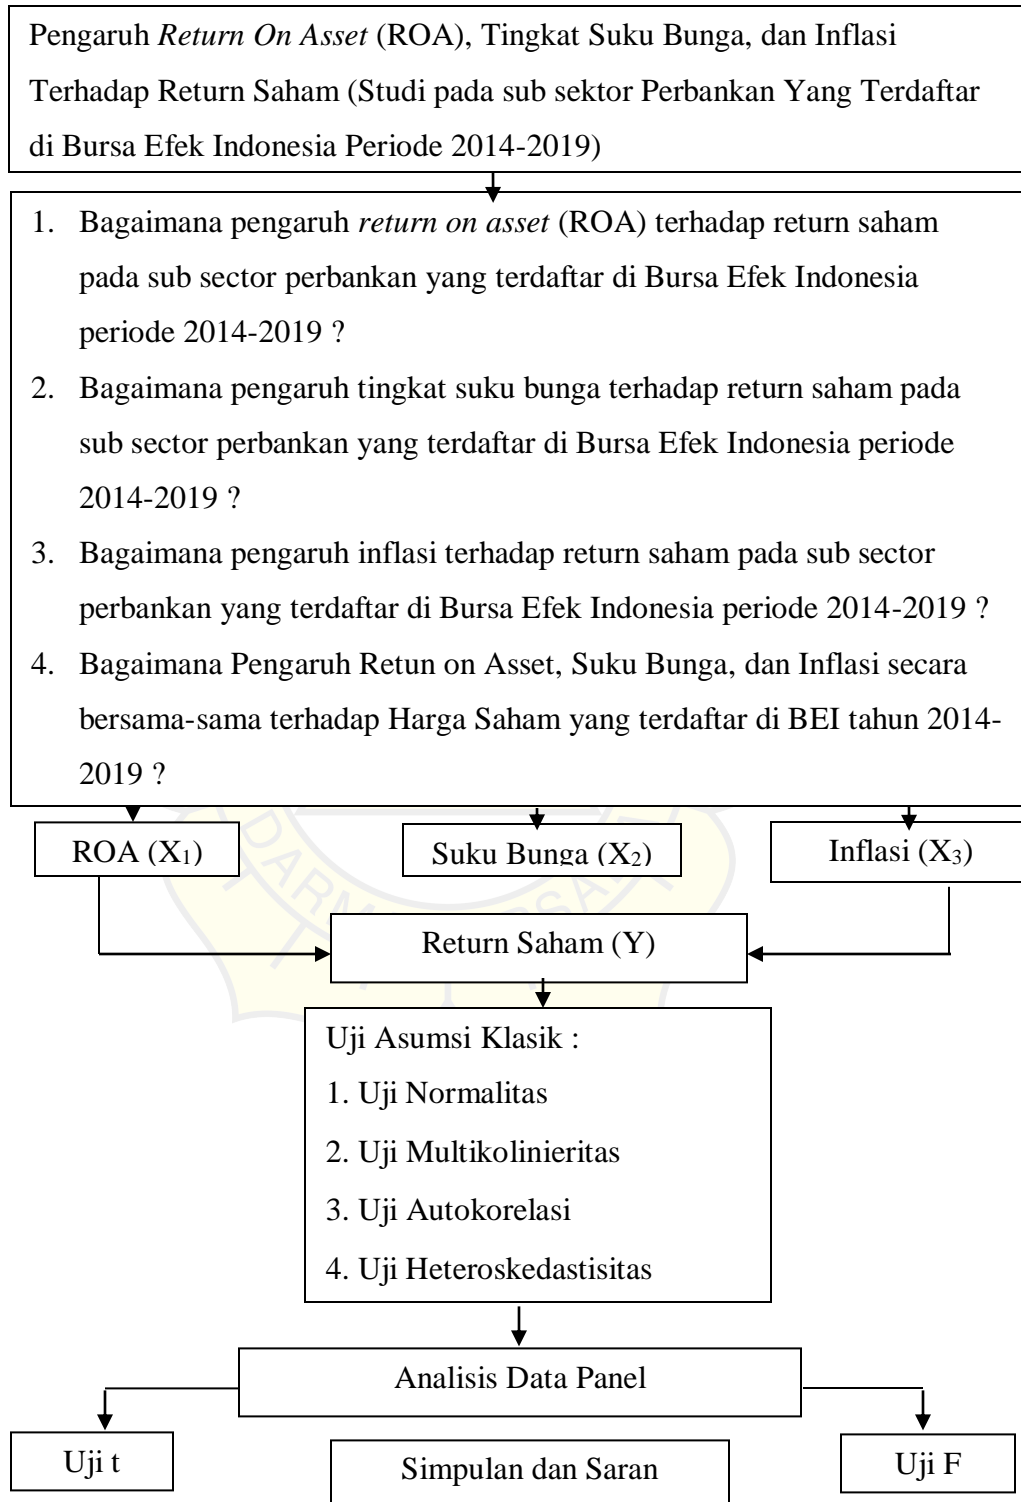 Pengaruh Return On Asset (ROA), Tingkat Suku Bunga, dan Inflasi
Terhadap Return Saham (Studi pada sub sektor Perbankan Yang Terdaftar
di Bursa Efek Indonesia Periode 2014-2019)
1. Bagaimana pengaruh return on asset (ROA) terhadap return saham
pada sub sector perbankan yang terdaftar di Bursa Efek Indonesia
periode 2014-2019 ?
2. Bagaimana pengaruh tingkat suku bunga terhadap return saham pada
sub sector perbankan yang terdaftar di Bursa Efek Indonesia periode
2014-2019 ?
3. Bagaimana pengaruh inflasi terhadap return saham pada sub sector
perbankan yang terdaftar di Bursa Efek Indonesia periode 2014-2019 ?
4. Bagaimana Pengaruh Retun on Asset, Suku Bunga, dan Inflasi secara
bersama-sama terhadap Harga Saham yang terdaftar di BEI tahun 2014-
2019 ?
ROA (X₁)
Suku Bunga (X₂)
Inflasi (X₃)
Return Saham (Y)
Uji Asumsi Klasik :
1. Uji Normalitas
2. Uji Multikolinieritas
3. Uji Autokorelasi
4. Uji Heteroskedastisitas
Analisis Data Panel
Uji t
Simpulan dan Saran
Uji F